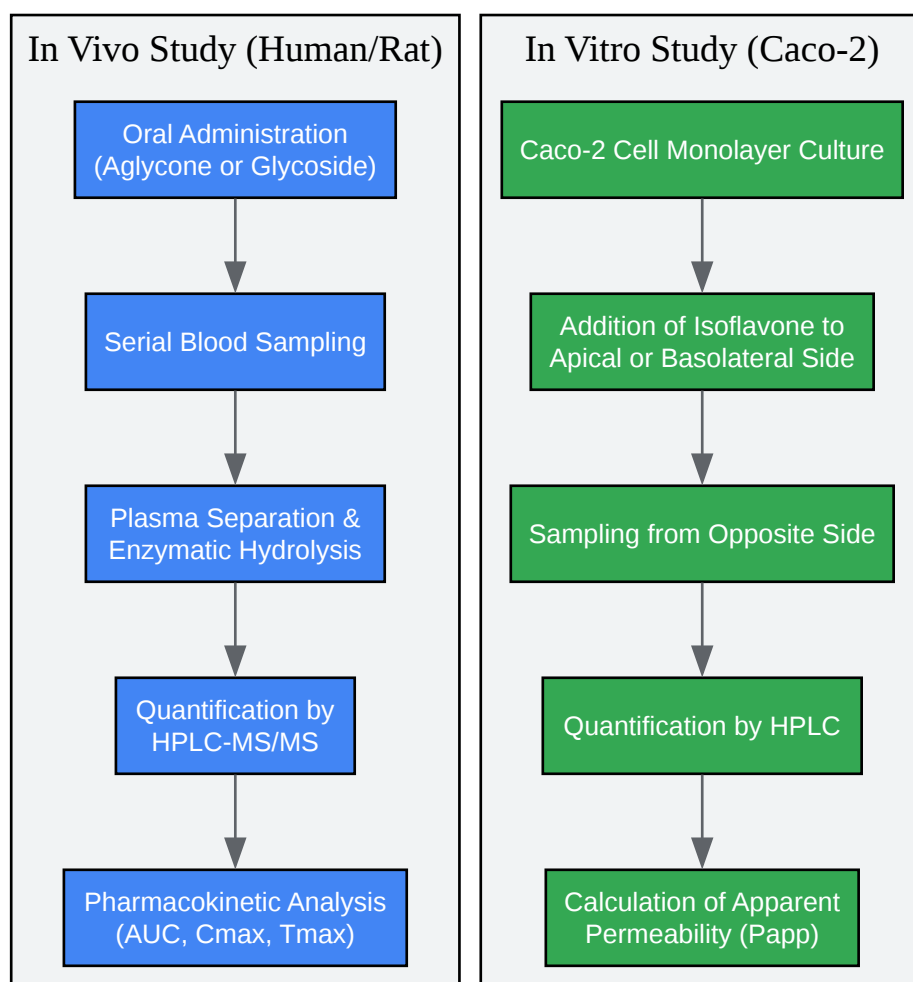 In Vivo Study (Human/Rat)
Oral Administration
(Aglycone or Glycoside)
Serial Blood Sampling
Plasma Separation &
Enzymatic Hydrolysis
Quantification by
HPLC-MS/MS
Pharmacokinetic Analysis
(AUC, Cmax, Tmax)
In Vitro Study (Caco-2)
Caco-2 Cell Monolayer Culture
Addition of Isoflavone to
Apical or Basolateral Side
Sampling from Opposite Side
Quantification by HPLC
Calculation of Apparent
Permeability (Papp)